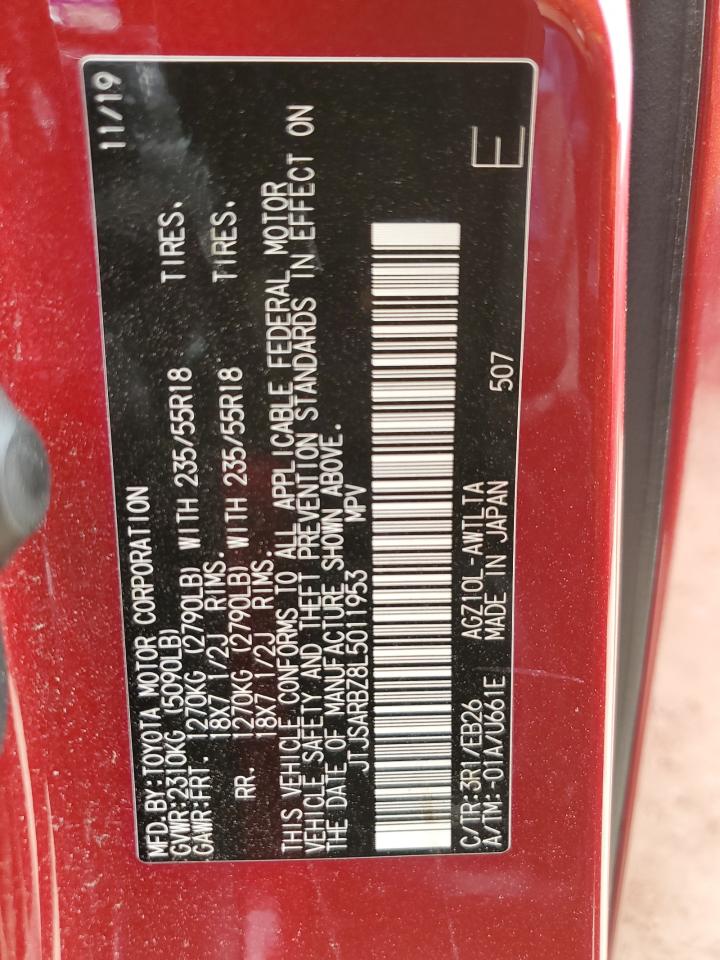 MFD.BY:TOYOTA MOTOR CORPORATION 11/19
GVWR:2310KG (5090LB)
GAWR:FRT. 1270KG (2790LB) WITH 235/55R18 TIRES.
18X7 1/2J RIMS.
RR. 1270KG (2790LB) WITH 235/55R18 TIRES.
18X7 1/2J RIMS.
THIS VEHICLE CONFORMS TO ALL APPLICABLE FEDERAL MOTOR
VEHICLE SAFETY AND THEFT PREVENTION STANDARDS IN EFFECT ON
THE DATE OF MANUFACTURE SHOWN ABOVE.
JTJSARBZ8L5011953 MPV
C/TR:3R1/EB26 AGZ10L-AWTLIA
A/TM:-01A/U661E MADE IN JAPAN 507 E